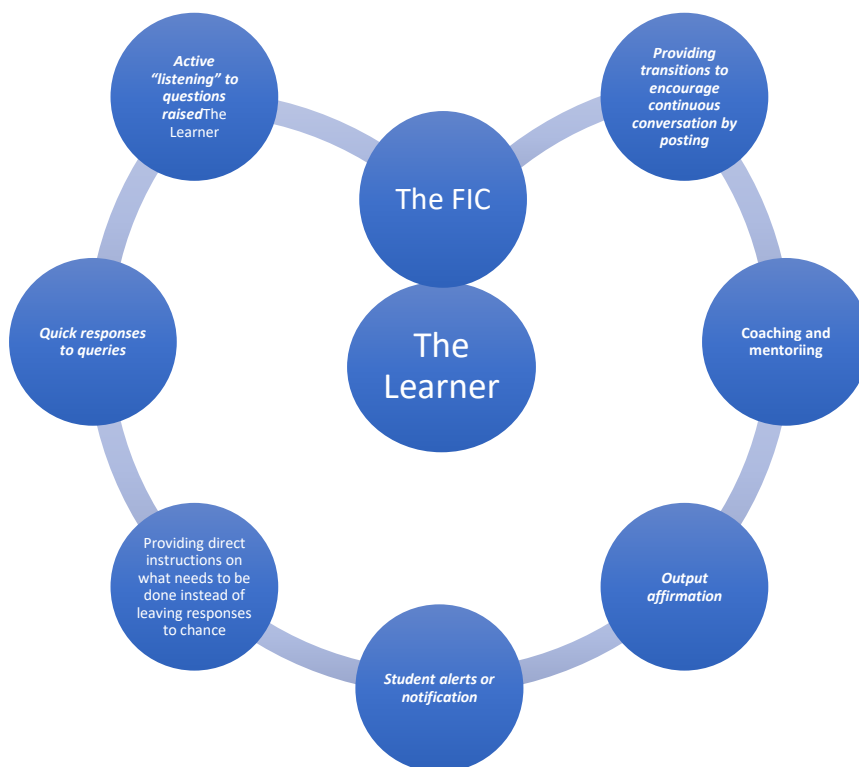 The FIC
Providing
transitions to
encourage
continuous
conversation by
posting
Coaching and
mentoriing
Output
affirmation
Student alerts or
notification
Providing direct
instructions on
what needs to be
done instead of
leaving responses
to chance
Quick responses
to queries
Active
“listening” to
questions
raisedThe
Learner
The
Learner